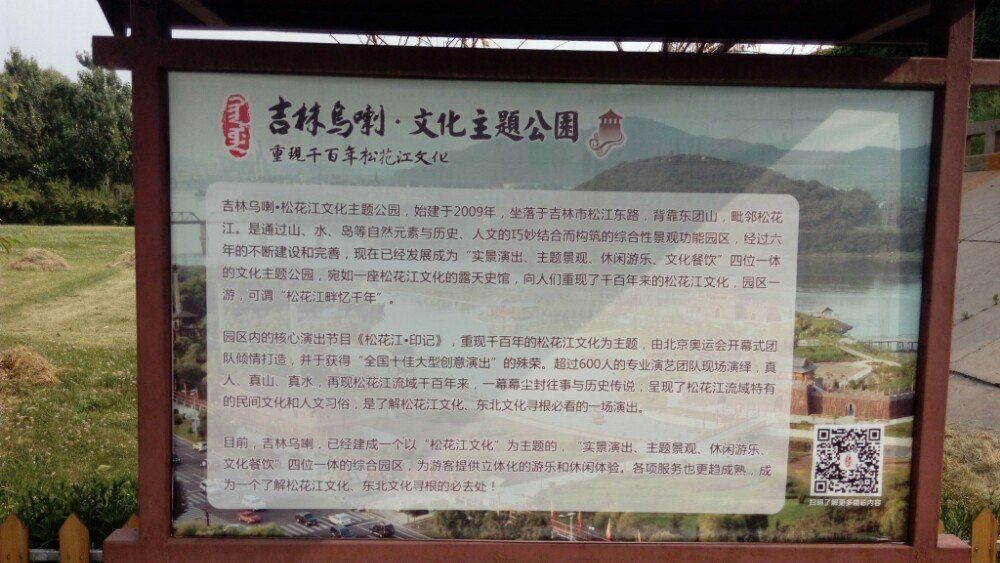 吉林乌喇·文化主题公园
重现千百年松花江文化
吉林乌喇•松花江文化主题公园，始建于2009年，坐落于吉林市松江东路，背靠东团山，毗邻松花
江。是通过山、水、岛等自然元素与历史、人文的巧妙结合而构筑的综合性景观功能园区，经过六
年的不断建设和完善，现在已经发展成为“实景演出、主题景观、休闲游乐、文化餐饮”四位一体
的文化主题公园，宛如一座松花江文化的露天史馆，向人们重现了千百年来的松花江文化，园区一
游，可谓“松花江畔忆千年”。
园区内的核心演出节目《松花江•印记》，重现千百年的松花江文化为主题，由北京奥运会开幕式团
队倾情打造，并于获得“全国十佳大型创意演出”的殊荣。超过600人的专业演艺团队现场演绎，真
人、真山、真水，再现松花江流域千百年来，一幕幕尘封往事与历史传说，呈现了松花江流域特有
的民间文化和人文习俗，是了解松花江文化、东北文化寻根必看的一场演出。
目前，吉林乌喇，已经建成一个以“松花江文化”为主题的，“实景演出、主题景观、休闲游乐、
文化餐饮”四位一体的综合园区，为游客提供立体化的游乐和休闲体验。各项服务也更趋成熟，成
为一个了解松花江文化、东北文化寻根的必去处！
扫码了解更多精彩内容